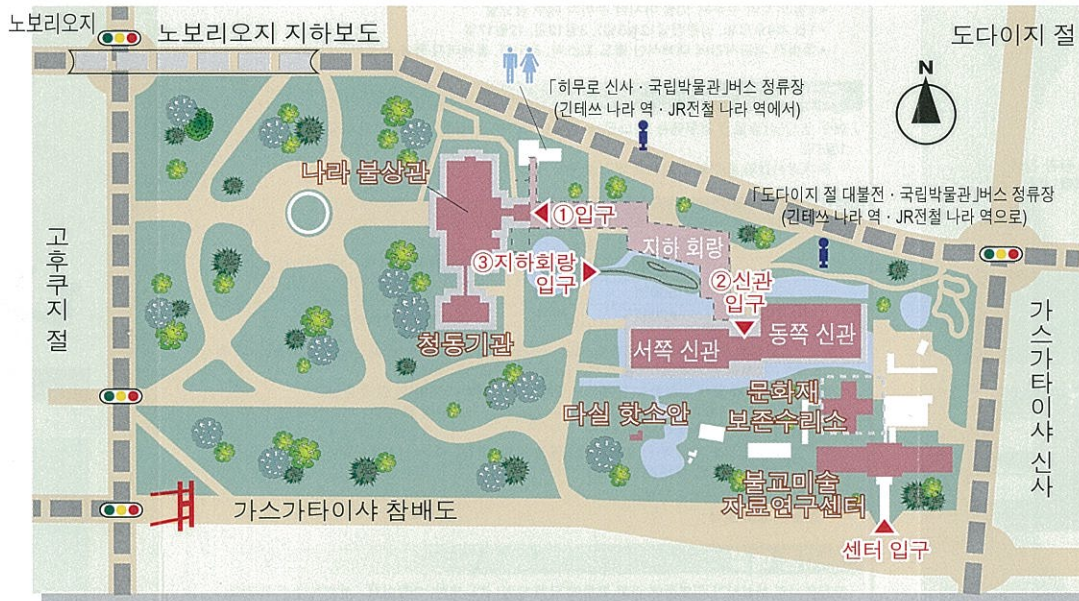 노보리오지
노보리오지 지하보도
도다이지 절
N
「히무로 신사 · 국립박물관」버스 정류장
(긴테쓰 나라 역 · JR전철 나라 역에서)
나라 불상관
①입구
「도다이지 절 대불전 · 국립박물관」버스 정류장
(긴테쓰 나라 역 · JR전철 나라 역으로)
지하 회랑
③지하회랑
입구
②신관
입구
고후쿠지 절
동쪽 신관
서쪽 신관
청동기관
가스가타이샤 신사
문화재
보존수리소
다실 핫소안
불교미술
자료연구센터
가스가타이샤 참배도
센터 입구